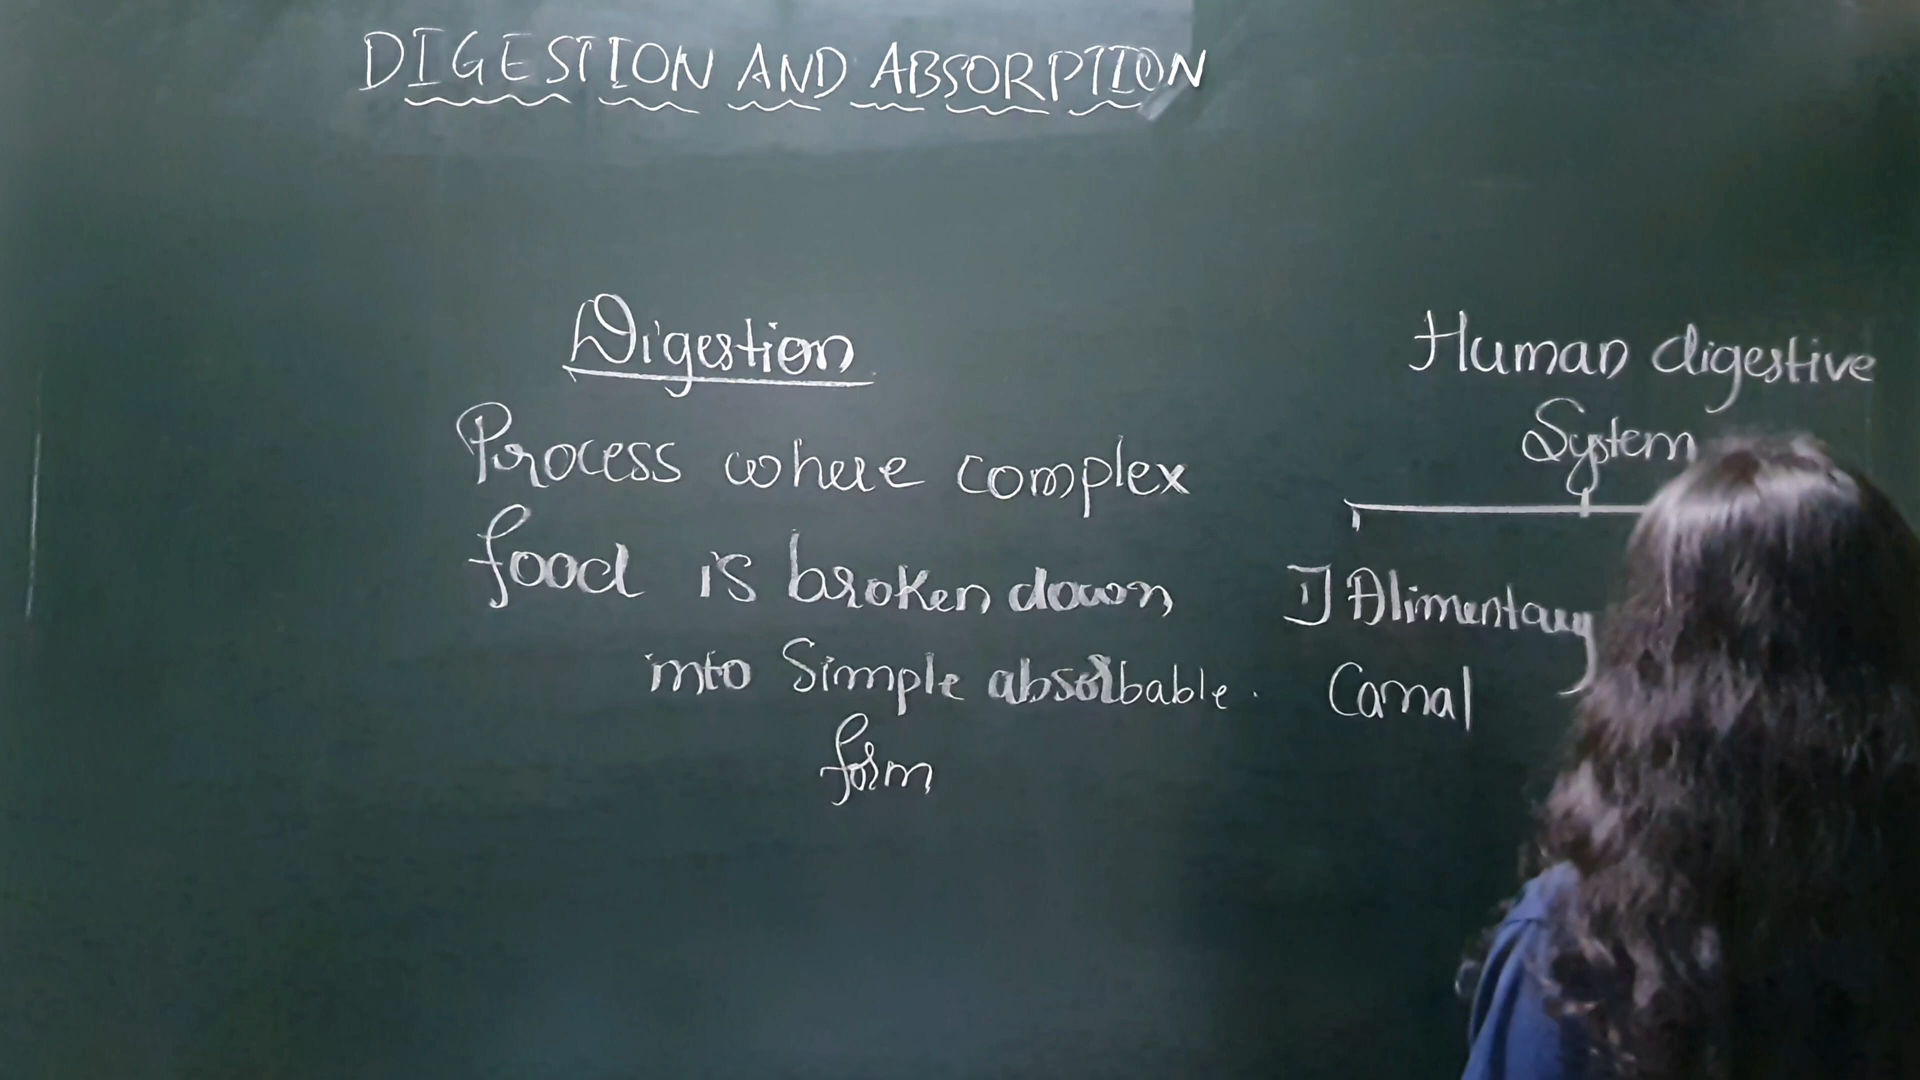 DIGESTION AND ABSORPTION
Digestion
Process where complex
food is broken down
into Simple absorbable.
form
Human digestive
System
1) Alimentary
Canal